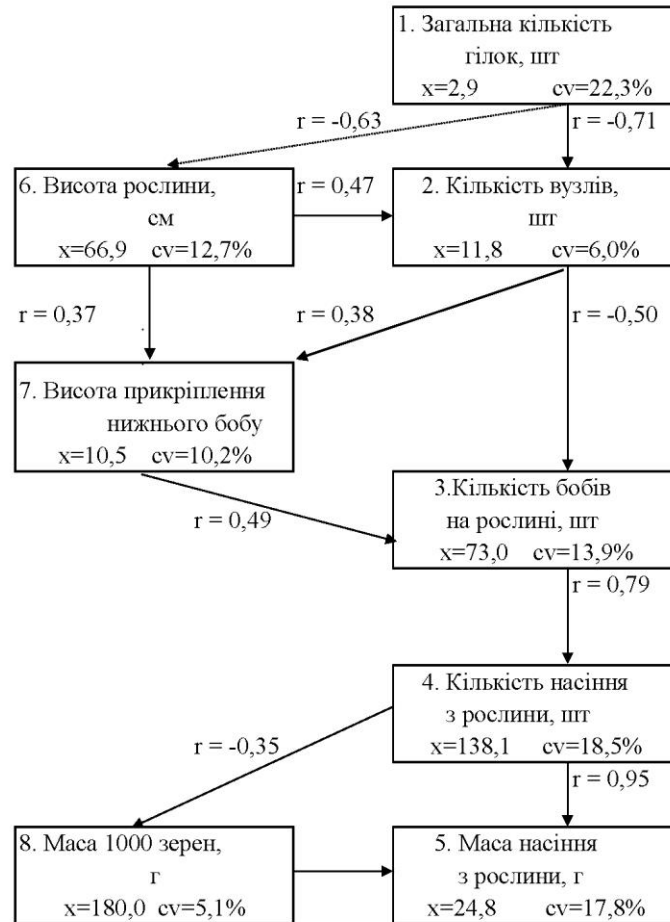 1. Загальна кількість
гілок, шт
x=2,9 cv=22,3%
r = -0,63
r = -0,71
6. Висота рослини,
см
x=66,9 cv=12,7%
r = 0,47
2. Кількість вузлів,
шт
x=11,8 cv=6,0%
r = 0,37
r = 0,38
r = -0,50
7. Висота прикріплення
нижнього бобу
x=10,5 cv=10,2%
r = 0,49
3.Кількість бобів
на рослині, шт
x=73,0 cv=13,9%
r = 0,79
4. Кількість насіння
з рослини, шт
x=138,1 cv=18,5%
r = -0,35
r = 0,95
8. Маса 1000 зерен,
г
x=180,0 cv=5,1%
5. Маса насіння
з рослини, г
x=24,8 cv=17,8%